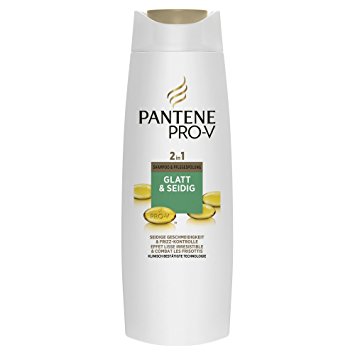 PANTENE
PRO-V
2in1
SHAMPOO & PFLEGESPÜLUNG
GLATT
& SEIDIG
PRO-V
SEIDIGE GESCHMEIDIGKEIT
& FRIZZ-KONTROLLE
EFFET LISSE IRRESISTIBLE
& COMBAT LES FRISOTTIS
KLINISCH BESTÄTIGTE TECHNOLOGIE